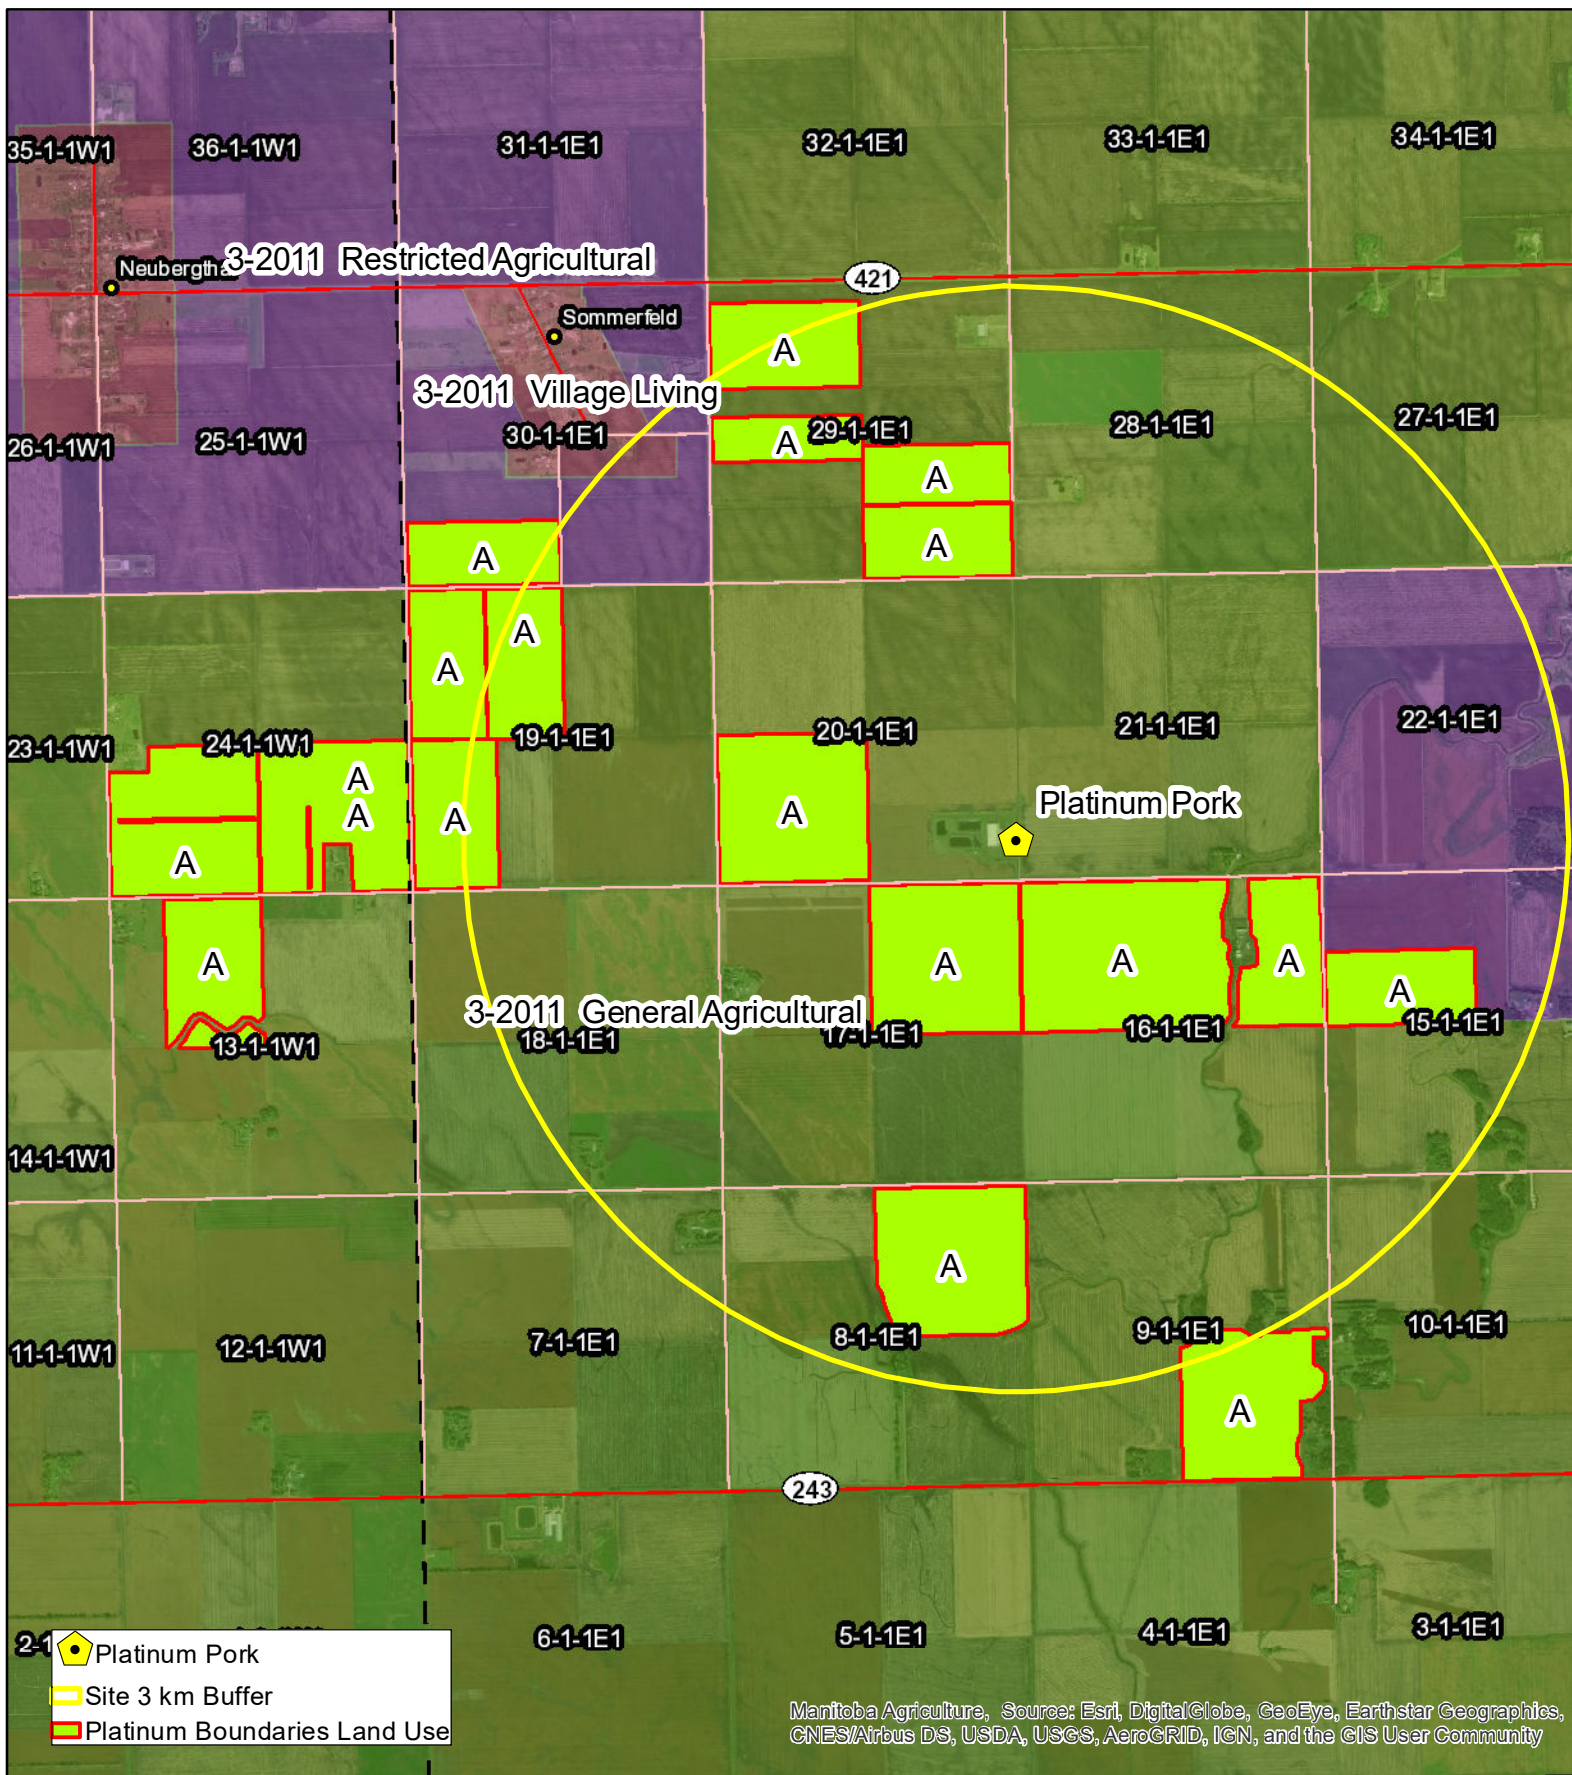 35-1-1W1
36-1-1W1
31-1-1E1
32-1-1E1
33-1-1E1
34-1-1E1
3-2011 Restricted Agricultural
421
Sommerfeld
A
3-2011 Village Living
26-1-1W1
25-1-1W1
30-1-1E1
A
29-1-1E1
28-1-1E1
27-1-1E1
A
A
A
A
A
23-1-1W1
24-1-1W1
19-1-1E1
20-1-1E1
21-1-1E1
22-1-1E1
A
A
A
A
A
Platinum Pork
A
A
A
A
A
3-2011 General Agricultural
13-1-1W1
18-1-1E1
17-1-1E1
16-1-1E1
15-1-1E1
14-1-1W1
A
11-1-1W1
12-1-1W1
7-1-1E1
8-1-1E1
9-1-1E1
10-1-1E1
A
243
6-1-1E1
5-1-1E1
4-1-1E1
3-1-1E1
Platinum Pork
Site 3 km Buffer
Platinum Boundaries Land Use
Manitoba Agriculture, Source: Esri, DigitalGlobe, GeoEye, Earthstar Geographics,
CNES/Airbus DS, USDA, USGS, AeroGRID, IGN, and the GIS User Community